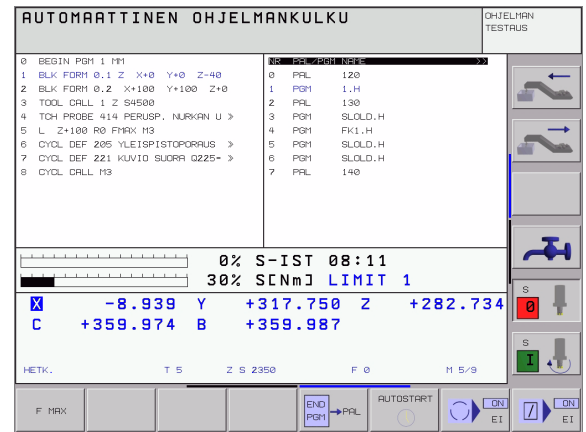 AUTOMAATTINEN OHJELMANKULKU
OHJELMAN
TESTAUS
0 BEGIN PGM 1 MM
1 BLK FORM 0.1 Z X+0 Y+0 Z-40
2 BLK FORM 0.2 X+100 Y+100 Z+0
3 TOOL CALL 1 Z S4500
4 TCH PROBE 414 PERUSP. NURKAN U »
5 L Z+100 R0 FMAX M3
6 CYCL DEF 205 YLEISPISTOPORAUS »
7 CYCL DEF 221 KUVIO SUORA Q225= »
8 CYCL CALL M3
NR PAL/PGM NAME >>
0 PAL 120
1 PGM 1.H
2 PAL 130
3 PGM SLOLD.H
4 PGM FK1.H
5 PGM SLOLD.H
6 PGM SLOLD.H
7 PAL 140
0% S-IST 08:11
30% S[Nm] LIMIT 1
X -8.939 Y +317.750 Z +282.734
C +359.974 B +359.987
HETK. T 5 Z S 2350 F 0 M 5/9
S
0
S
I
F MAX
END PGM → PAL
AUTOSTART
ON
EI
ON
EI